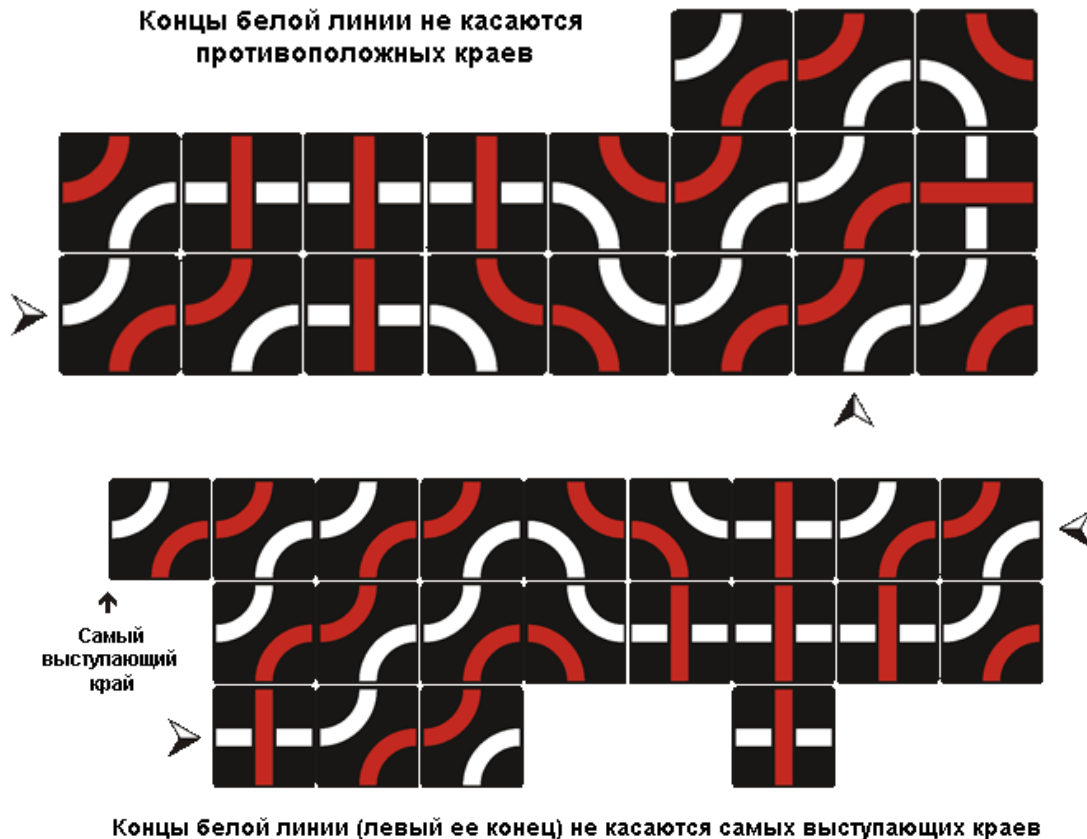 Концы белой линии не касаются
противоположных краев
Самый
выступающий
край
Концы белой линии (левый ее конец) не касаются самых выступающих краев